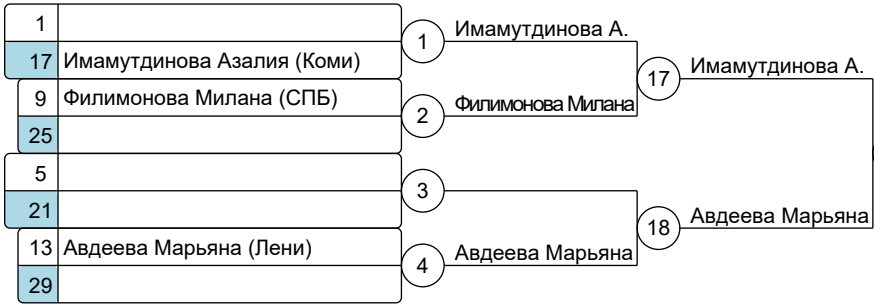 1
Имамутдинова А.
1
17 Имамутдинова Азалия (Коми)
Имамутдинова А.
17
9 Филимонова Милана (СПБ)
Филимонова Милана
2
25
5
3
21
Авдеева Марьяна
18
13 Авдеева Марьяна (Лени)
Авдеева Марьяна
4
29